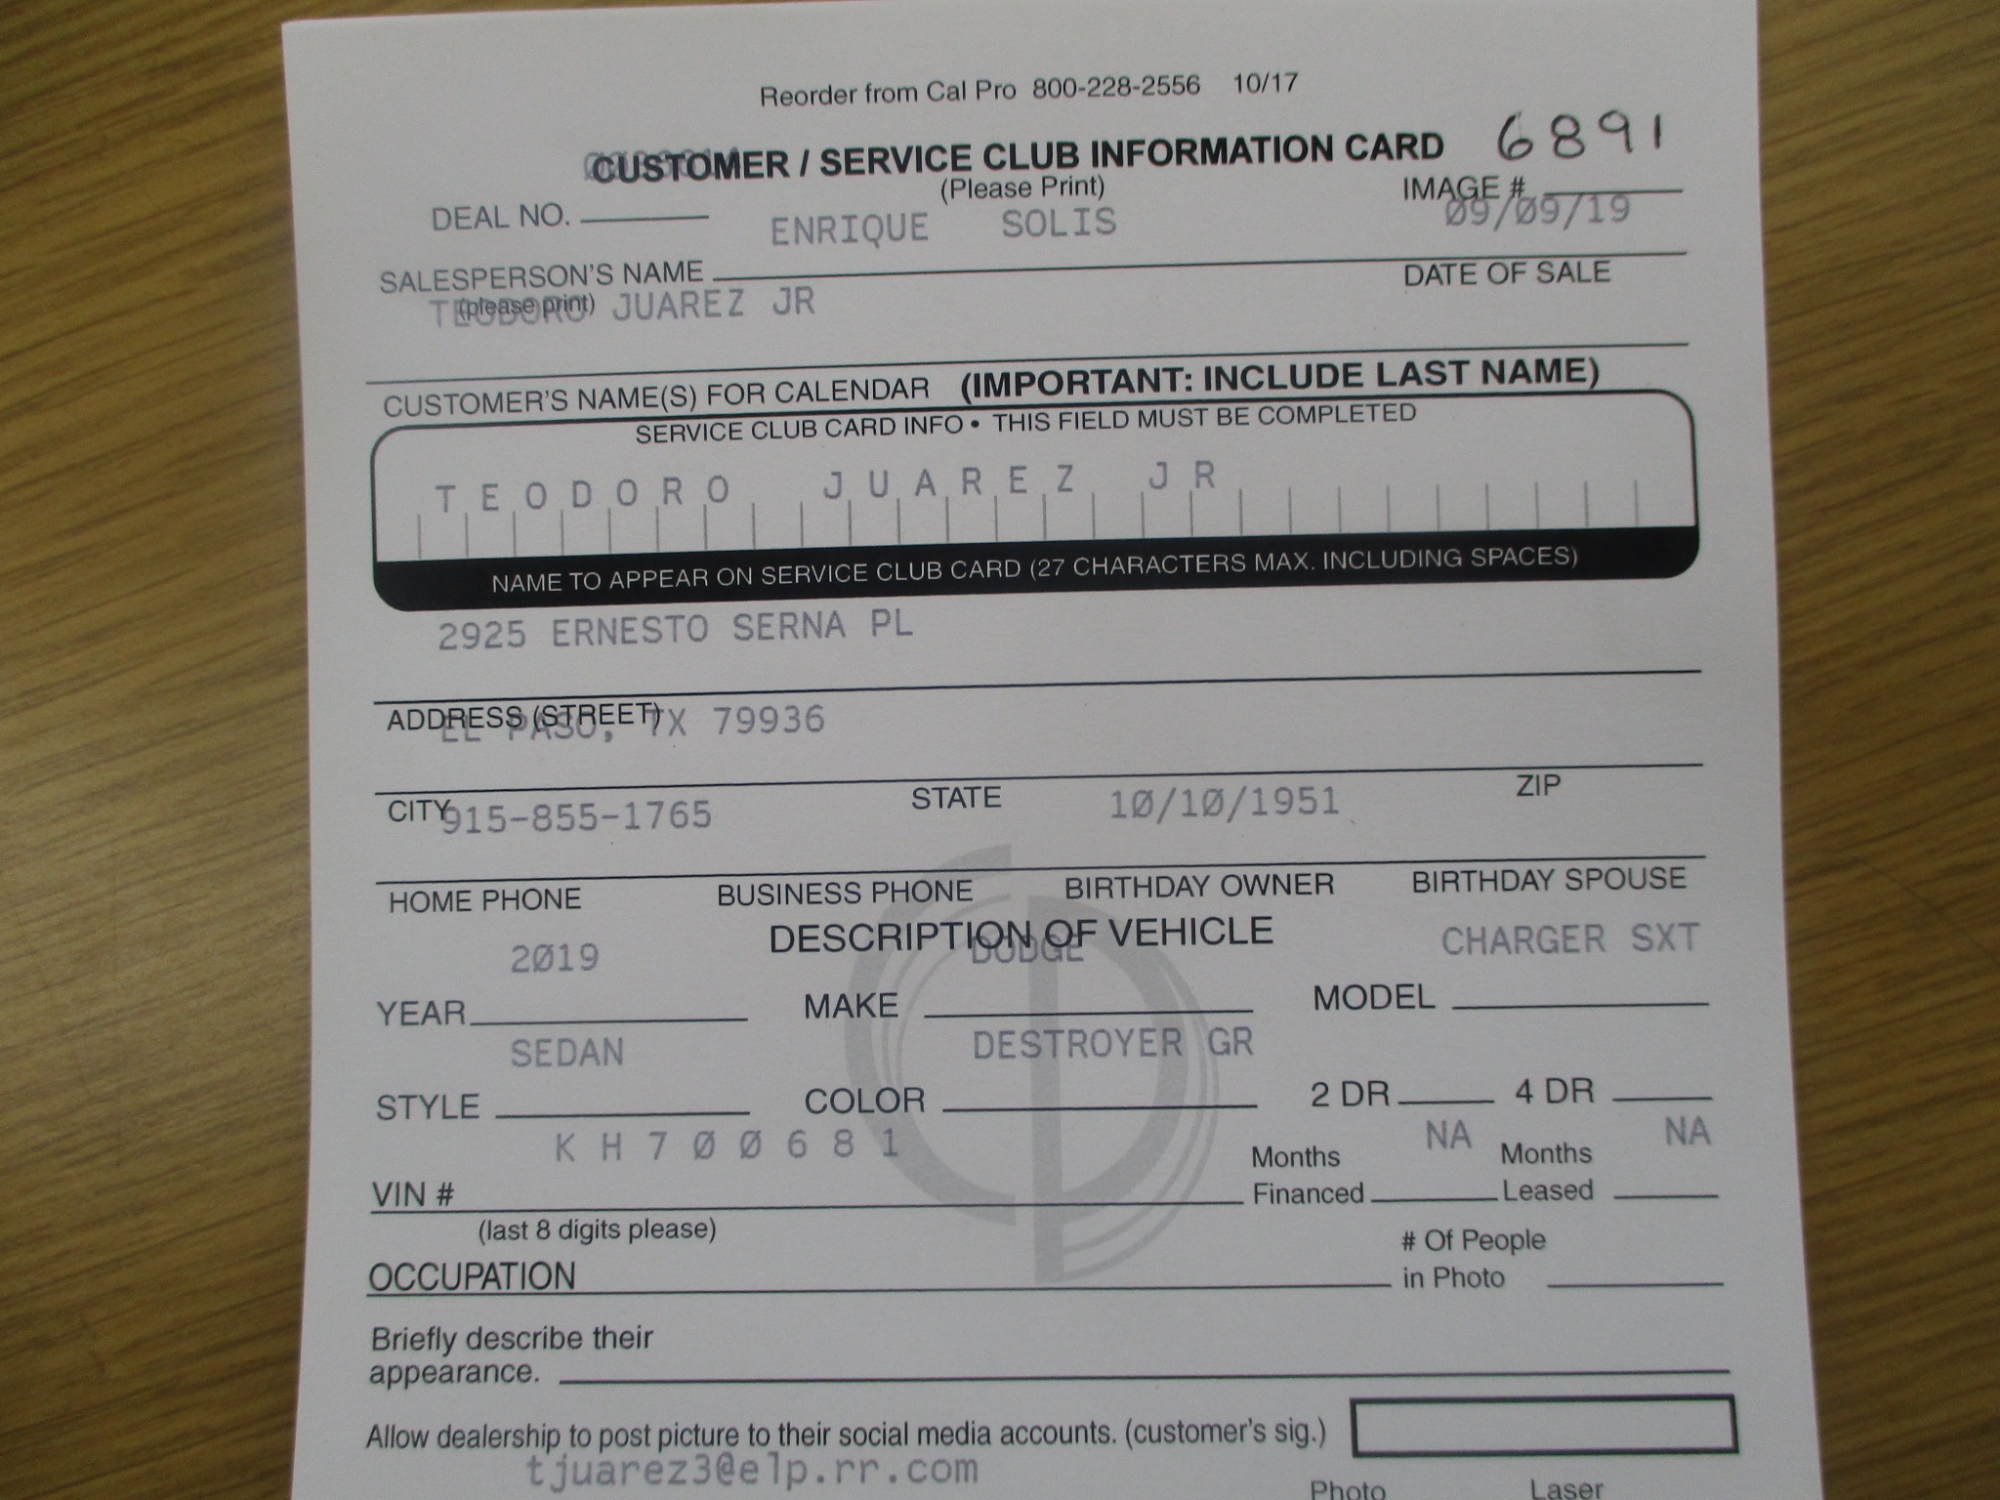 Reorder from Cal Pro 800-228-2556 10/17
CUSTOMER / SERVICE CLUB INFORMATION CARD 6891
(Please Print)
DEAL NO. IMAGE #
ENRIQUE SOLIS 09/09/19
SALESPERSON'S NAME DATE OF SALE
(please print)
TEODORO JUAREZ JR
CUSTOMER'S NAME(S) FOR CALENDAR (IMPORTANT: INCLUDE LAST NAME)
SERVICE CLUB CARD INFO • THIS FIELD MUST BE COMPLETED
TEODORO JUAREZ JR
NAME TO APPEAR ON SERVICE CLUB CARD (27 CHARACTERS MAX. INCLUDING SPACES)
2925 ERNESTO SERNA PL
ADDRESS (STREET)
EL PASO, TX 79936
CITY STATE ZIP
915-855-1765 10/10/1951
HOME PHONE BUSINESS PHONE BIRTHDAY OWNER BIRTHDAY SPOUSE
DESCRIPTION OF VEHICLE
2019 DODGE CHARGER SXT
YEAR MAKE MODEL
SEDAN DESTROYER GR
STYLE COLOR 2 DR 4 DR
KH700681 NA NA
VIN # Months Financed Months Leased
(last 8 digits please)
OCCUPATION # Of People in Photo
Briefly describe their
appearance.
Allow dealership to post picture to their social media accounts. (customer's sig.)
tjuarez3@elp.rr.com
Photo Laser